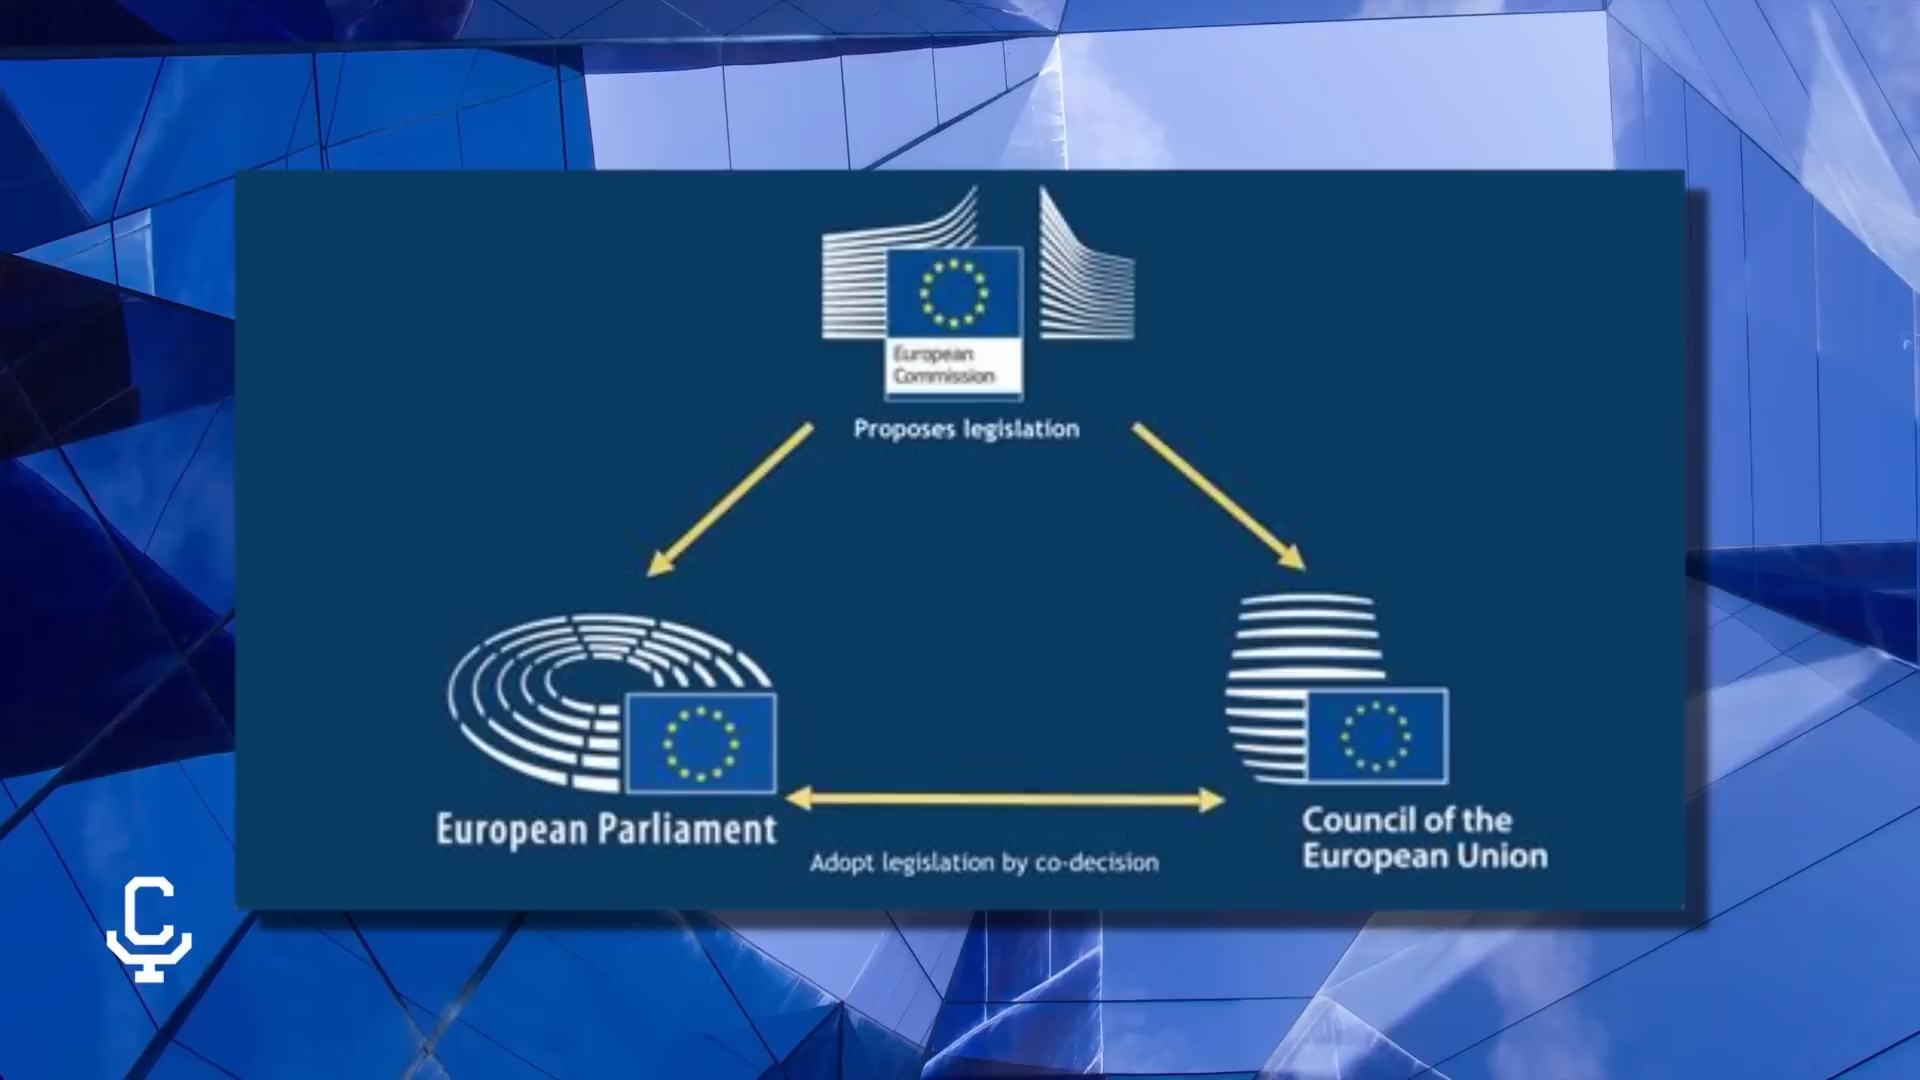 European
Commission
Proposes legislation
European Parliament
Council of the
European Union
Adopt legislation by co-decision